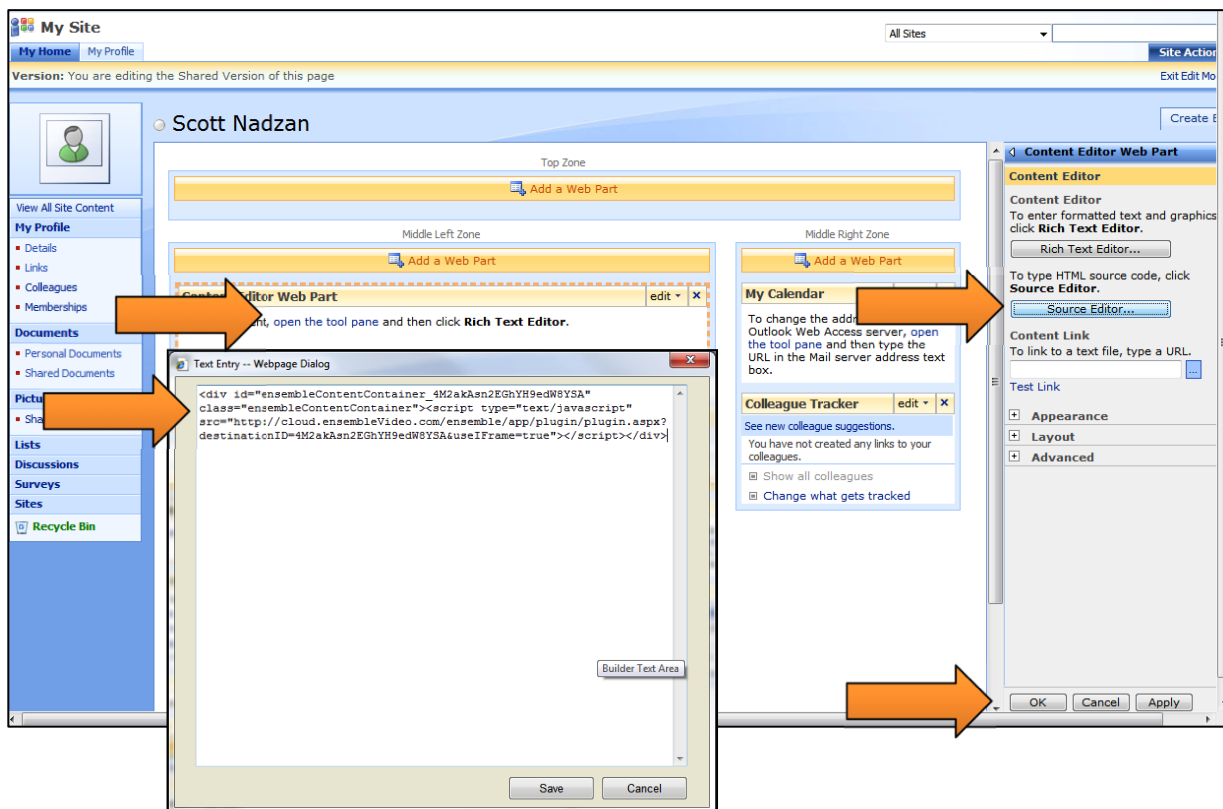 My Site
All Sites
My Home
My Profile
Site Action
Version: You are editing the Shared Version of this page
Exit Edit Mo
Scott Nadzan
Create
View All Site Content
My Profile
Details
Links
Colleagues
Memberships
Documents
Personal Documents
Shared Documents
Pictu
Sha
Lists
Discussions
Surveys
Sites
Recycle Bin
Top Zone
Add a Web Part
Middle Left Zone
Add a Web Part
Editor Web Part
edit
open the tool pane and then click Rich Text Editor.
Text Entry -- Webpage Dialog
<div id="ensembleContentContainer_4M2akAsn2EGhYH9edW8YSA"
class="ensembleContentContainer"><script type="text/javascript"
src="http://cloud.ensembleVideo.com/ensemble/app/plugin/plugin.aspx?
destinationID=4M2akAsn2EGhYH9edW8YSA&useIFrame=true"></script></div>
Builder Text Area
Save
Cancel
Middle Right Zone
Add a Web Part
My Calendar
To change the
Outlook Web Access server, open
the tool pane and then type the
URL in the Mail server address text
box.
Colleague Tracker
edit
See new colleague suggestions.
You have not created any links to your
colleagues.
Show all colleagues
Change what gets tracked
Content Editor Web Part
Content Editor
Content Editor
To enter formatted text and graphics
click Rich Text Editor.
Rich Text Editor...
To type HTML source code, click
Source Editor.
Source Editor...
Content Link
To link to a text file, type a URL.
...
Test Link
Appearance
Layout
Advanced
OK
Cancel
Apply